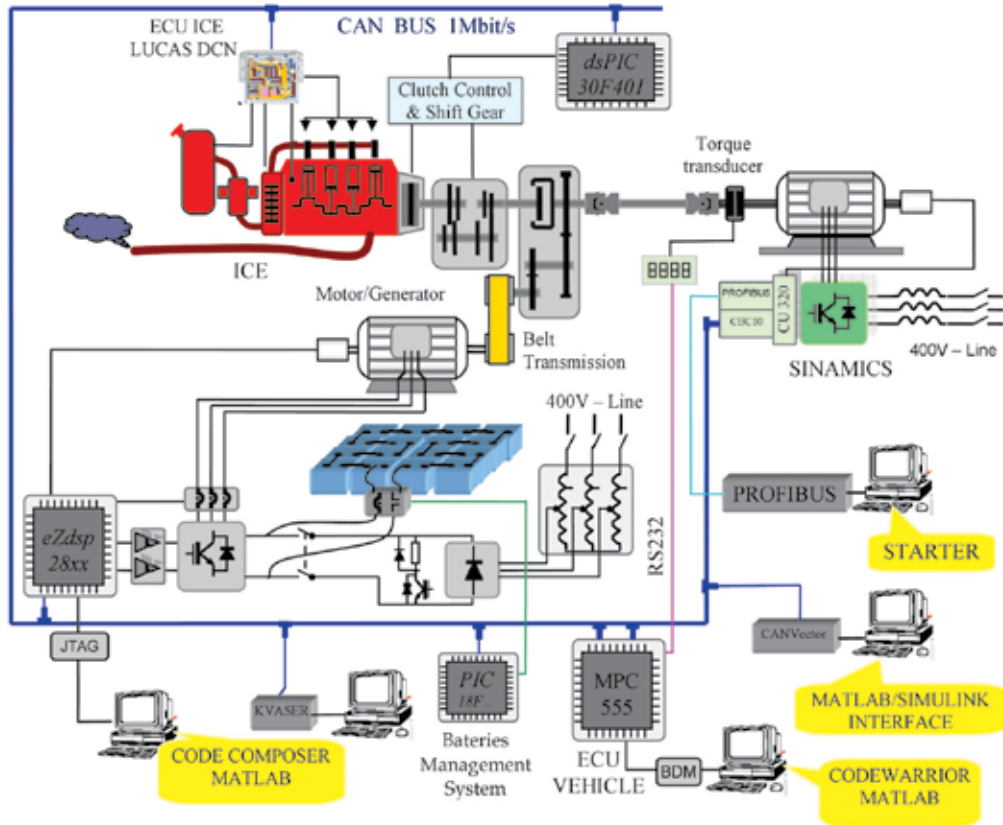 CAN BUS 1Mbit/s
ECU ICE
LUCAS DCN
dsPIC
30F401
Clutch Control
& Shift Gear
Torque
transducer
ICE
Motor/Generator
Belt
Transmission
PROFIBUS
CU 320
SINAMICS
400V – Line
400V – Line
eZdsp
28xx
RS232
PROFIBUS
STARTER
JTAG
KVASER
PIC
18F...
MPC
555
CANVector
MATLAB/SIMULINK
INTERFACE
CODE COMPOSER
MATLAB
Bateries
Management
System
ECU
VEHICLE
BDM
CODEWARRIOR
MATLAB